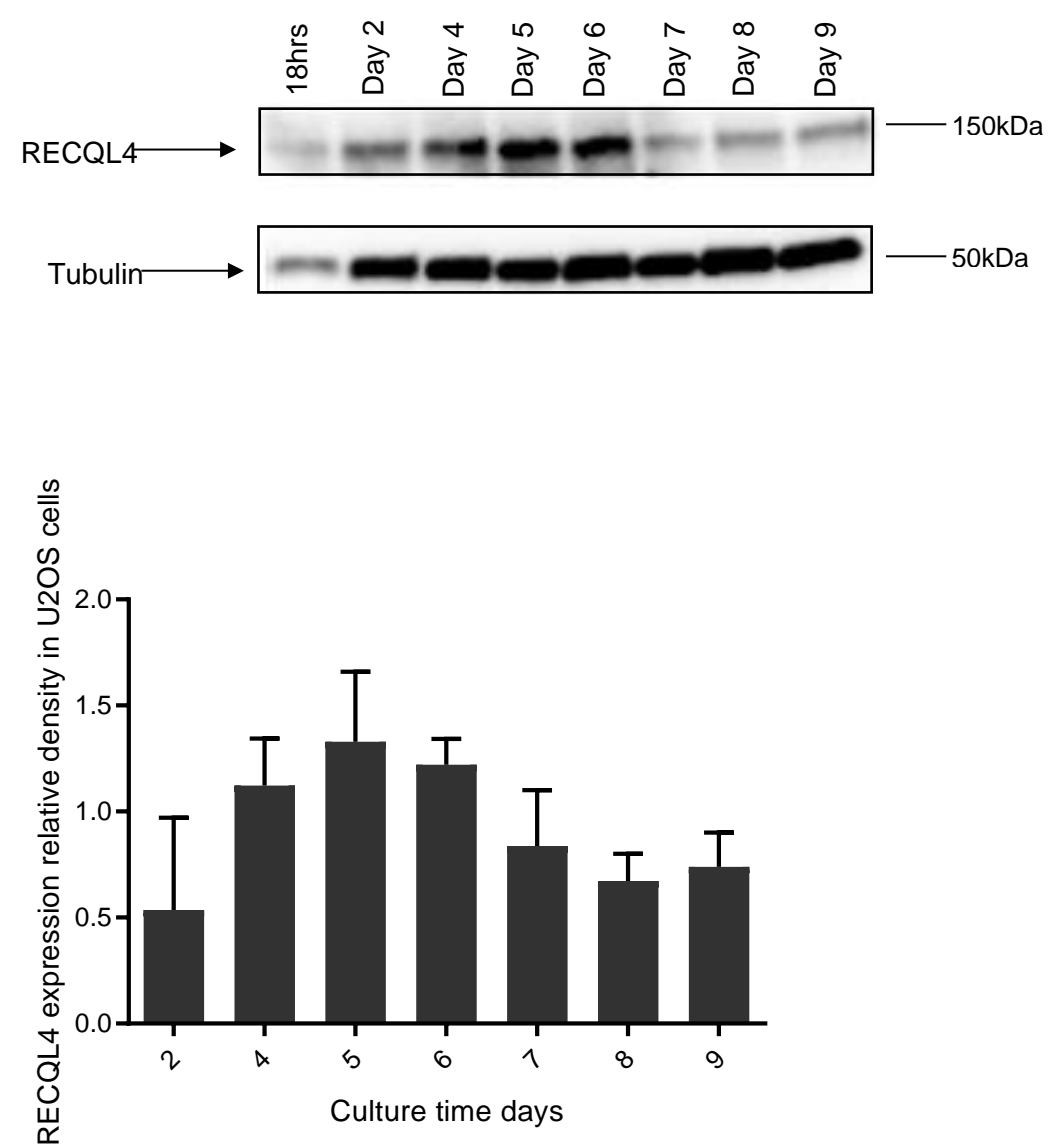 18hrs
Day 2
Day 4
Day 5
Day 6
Day 7
Day 8
Day 9
RECQL4
150kDa
Tubulin
50kDa
RECQL4 expression relative density in U2OS cells
2.0
1.5
1.0
0.5
0.0
2
4
5
6
7
8
9
Culture time days